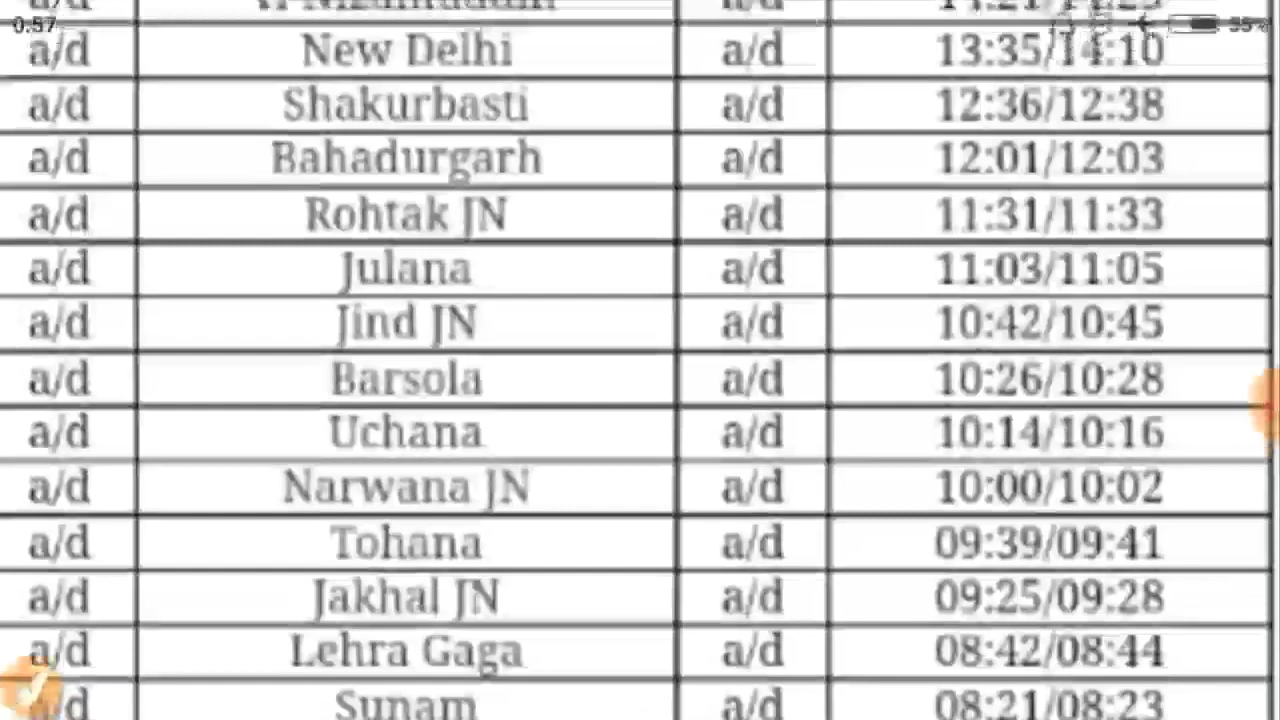 0:57 55%
a/d New Delhi a/d 13:35/14:10
a/d Shakurbasti a/d 12:36/12:38
a/d Bahadurgarh a/d 12:01/12:03
a/d Rohtak JN a/d 11:31/11:33
a/d Julana a/d 11:03/11:05
a/d Jind JN a/d 10:42/10:45
a/d Barsola a/d 10:26/10:28
a/d Uchana a/d 10:14/10:16
a/d Narwana JN a/d 10:00/10:02
a/d Tohana a/d 09:39/09:41
a/d Jakhal JN a/d 09:25/09:28
a/d Lehra Gaga a/d 08:42/08:44
a/d Sunam a/d 08:21/08:23